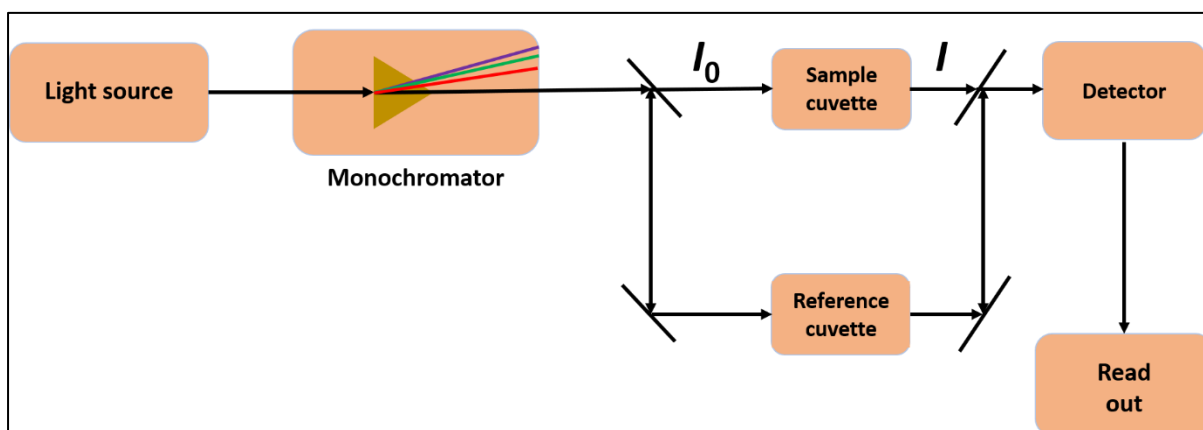 Light source
Monochromator
I₀
Sample
cuvette
I
Detector
Reference
cuvette
Read
out